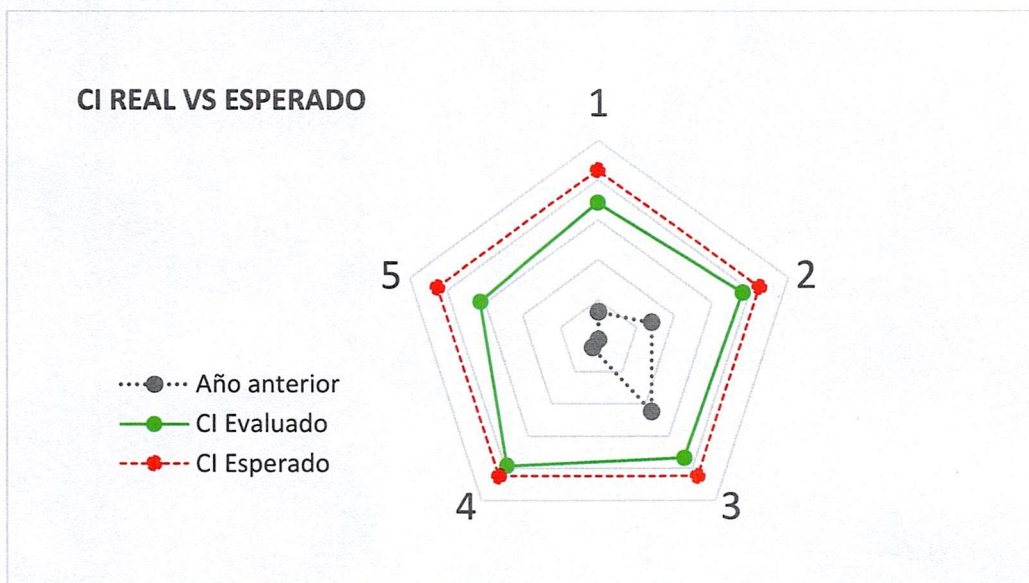 CI REAL VS ESPERADO
1
2
3
4
5
Año anterior
CI Evaluado
CI Esperado